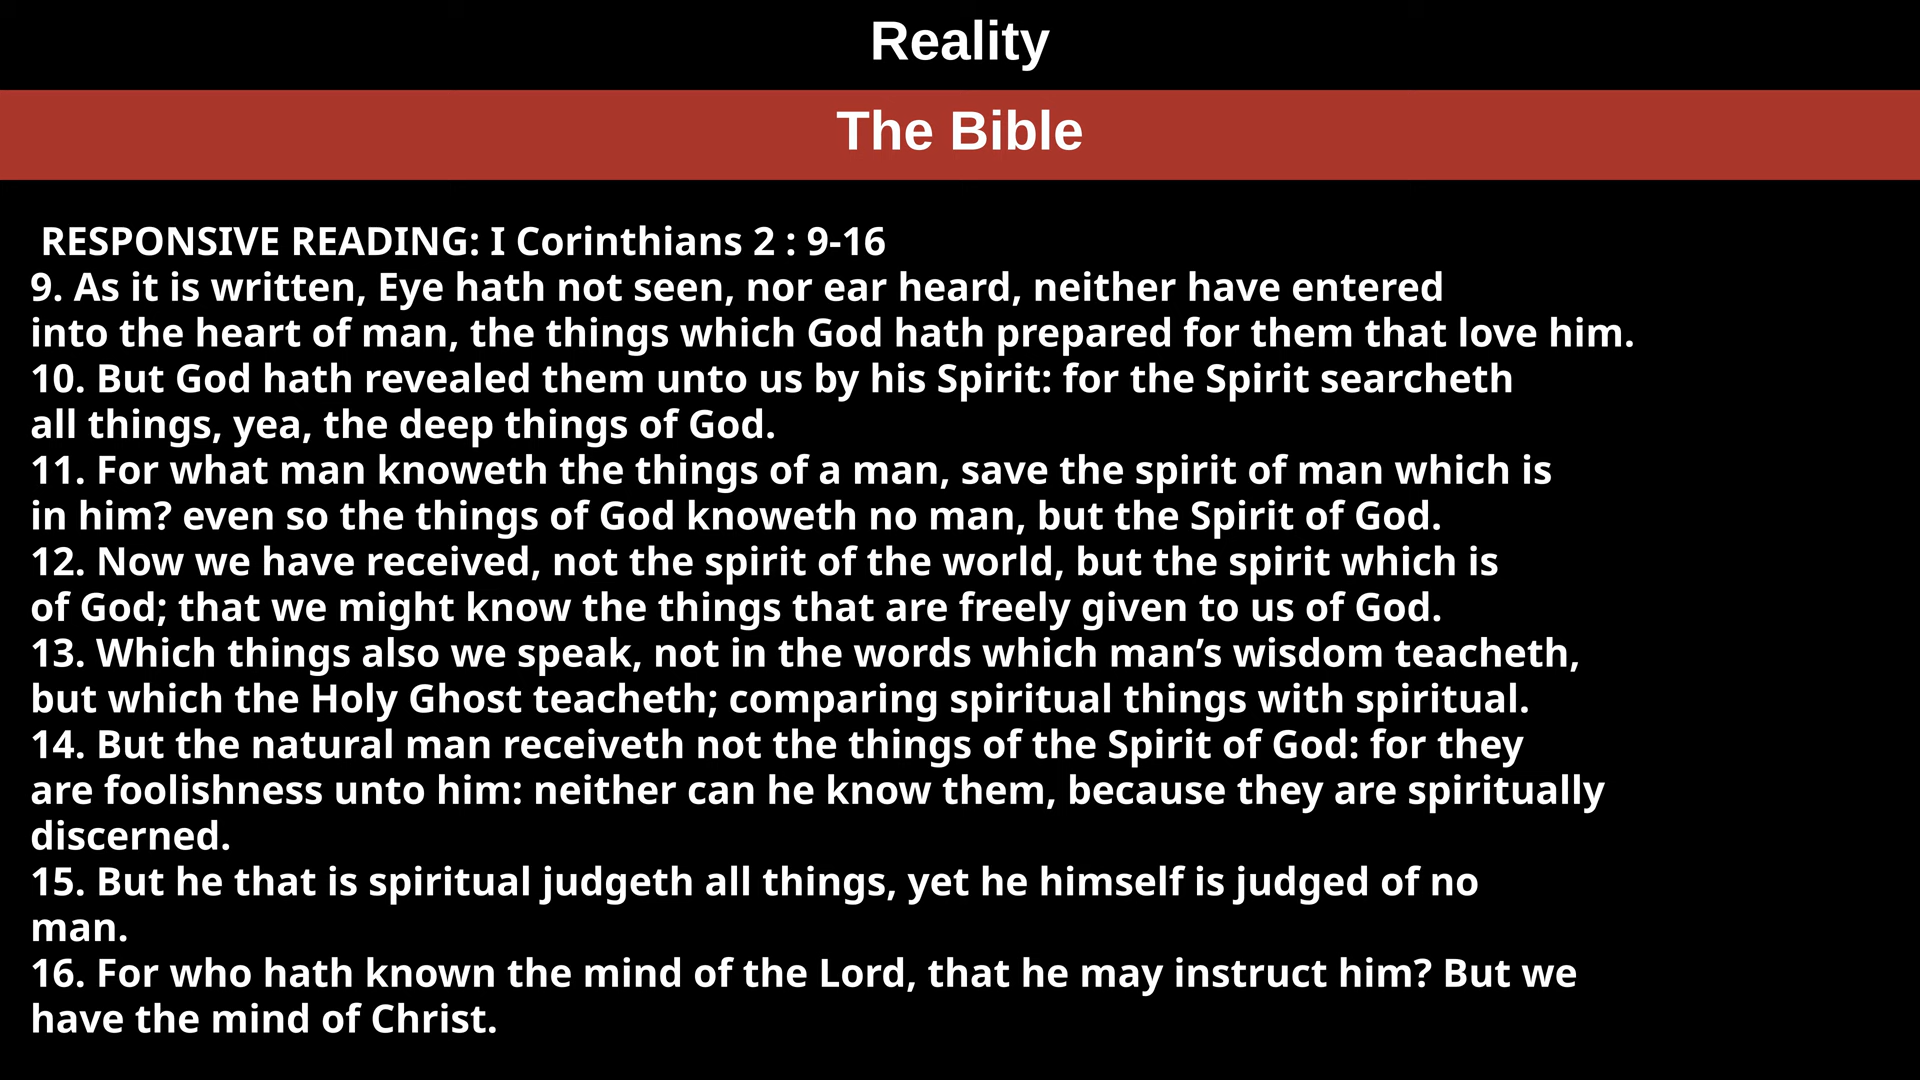 Reality
The Bible
RESPONSIVE READING: I Corinthians 2 : 9-16
9. As it is written, Eye hath not seen, nor ear heard, neither have entered
into the heart of man, the things which God hath prepared for them that love him.
10. But God hath revealed them unto us by his Spirit: for the Spirit searcheth
all things, yea, the deep things of God.
11. For what man knoweth the things of a man, save the spirit of man which is
in him? even so the things of God knoweth no man, but the Spirit of God.
12. Now we have received, not the spirit of the world, but the spirit which is
of God; that we might know the things that are freely given to us of God.
13. Which things also we speak, not in the words which man’s wisdom teacheth,
but which the Holy Ghost teacheth; comparing spiritual things with spiritual.
14. But the natural man receiveth not the things of the Spirit of God: for they
are foolishness unto him: neither can he know them, because they are spiritually
discerned.
15. But he that is spiritual judgeth all things, yet he himself is judged of no
man.
16. For who hath known the mind of the Lord, that he may instruct him? But we
have the mind of Christ.